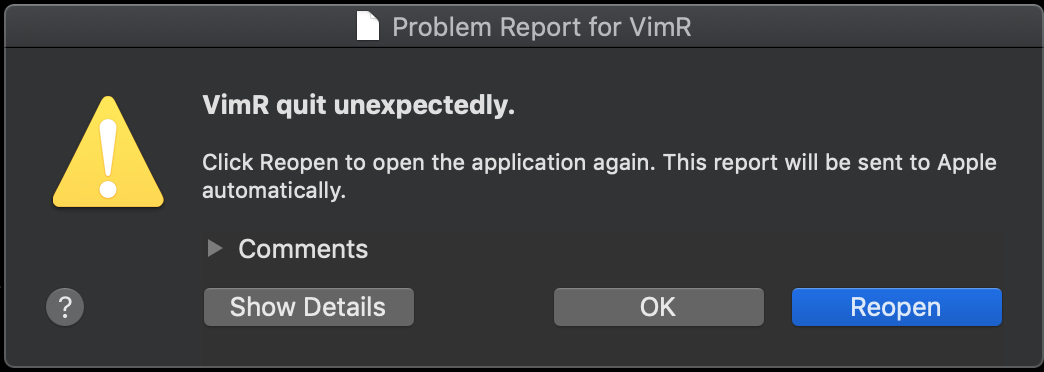 Problem Report for VimR
VimR quit unexpectedly.
Click Reopen to open the application again. This report will be sent to Apple
automatically.
Comments
?
Show Details
OK
Reopen